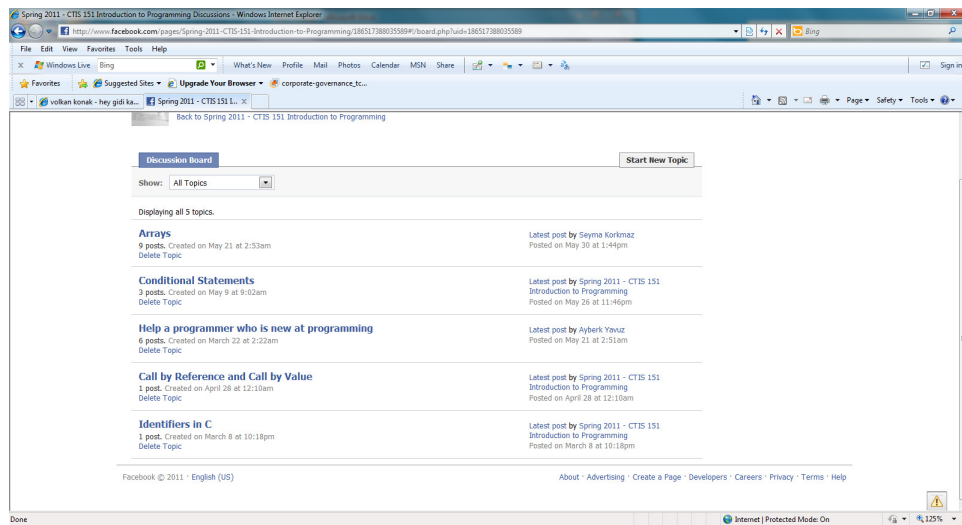 Spring 2011 - CTIS 151 Introduction to Programming Discussions - Windows Internet Explorer
http://www.facebook.com/pages/Spring-2011-CTIS-151-Introduction-to-Programming/186517388035589#!/board.php?uid=186517388035589
Bing
File Edit View Favorites Tools Help
X Windows Live Bing What's New Profile Mail Photos Calendar MSN Share Sign in
Favorites Suggested Sites Upgrade Your Browser corporate-governance_tc...
volkan konak - hey gidi ka... Spring 2011 - CTIS 151 I... X Page Safety Tools
Back to Spring 2011 - CTIS 151 Introduction to Programming
Discussion Board Start New Topic
Show: All Topics
Displaying all 5 topics.
Arrays
9 posts. Created on May 21 at 2:53am
Delete Topic
Latest post by Seyma Korkmaz
Posted on May 30 at 1:44pm
Conditional Statements
3 posts. Created on May 9 at 9:02am
Delete Topic
Latest post by Spring 2011 - CTIS 151
Introduction to Programming
Posted on May 26 at 11:46pm
Help a programmer who is new at programming
6 posts. Created on March 22 at 2:22am
Delete Topic
Latest post by Ayberk Yavuz
Posted on May 21 at 2:51am
Call by Reference and Call by Value
1 post. Created on April 28 at 12:10am
Delete Topic
Latest post by Spring 2011 - CTIS 151
Introduction to Programming
Posted on April 28 at 12:10am
Identifiers in C
1 post. Created on March 8 at 10:18pm
Delete Topic
Latest post by Spring 2011 - CTIS 151
Introduction to Programming
Posted on March 8 at 10:18pm
Facebook © 2011 · English (US) About · Advertising · Create a Page · Developers · Careers · Privacy · Terms · Help
Done Internet | Protected Mode: On 125%